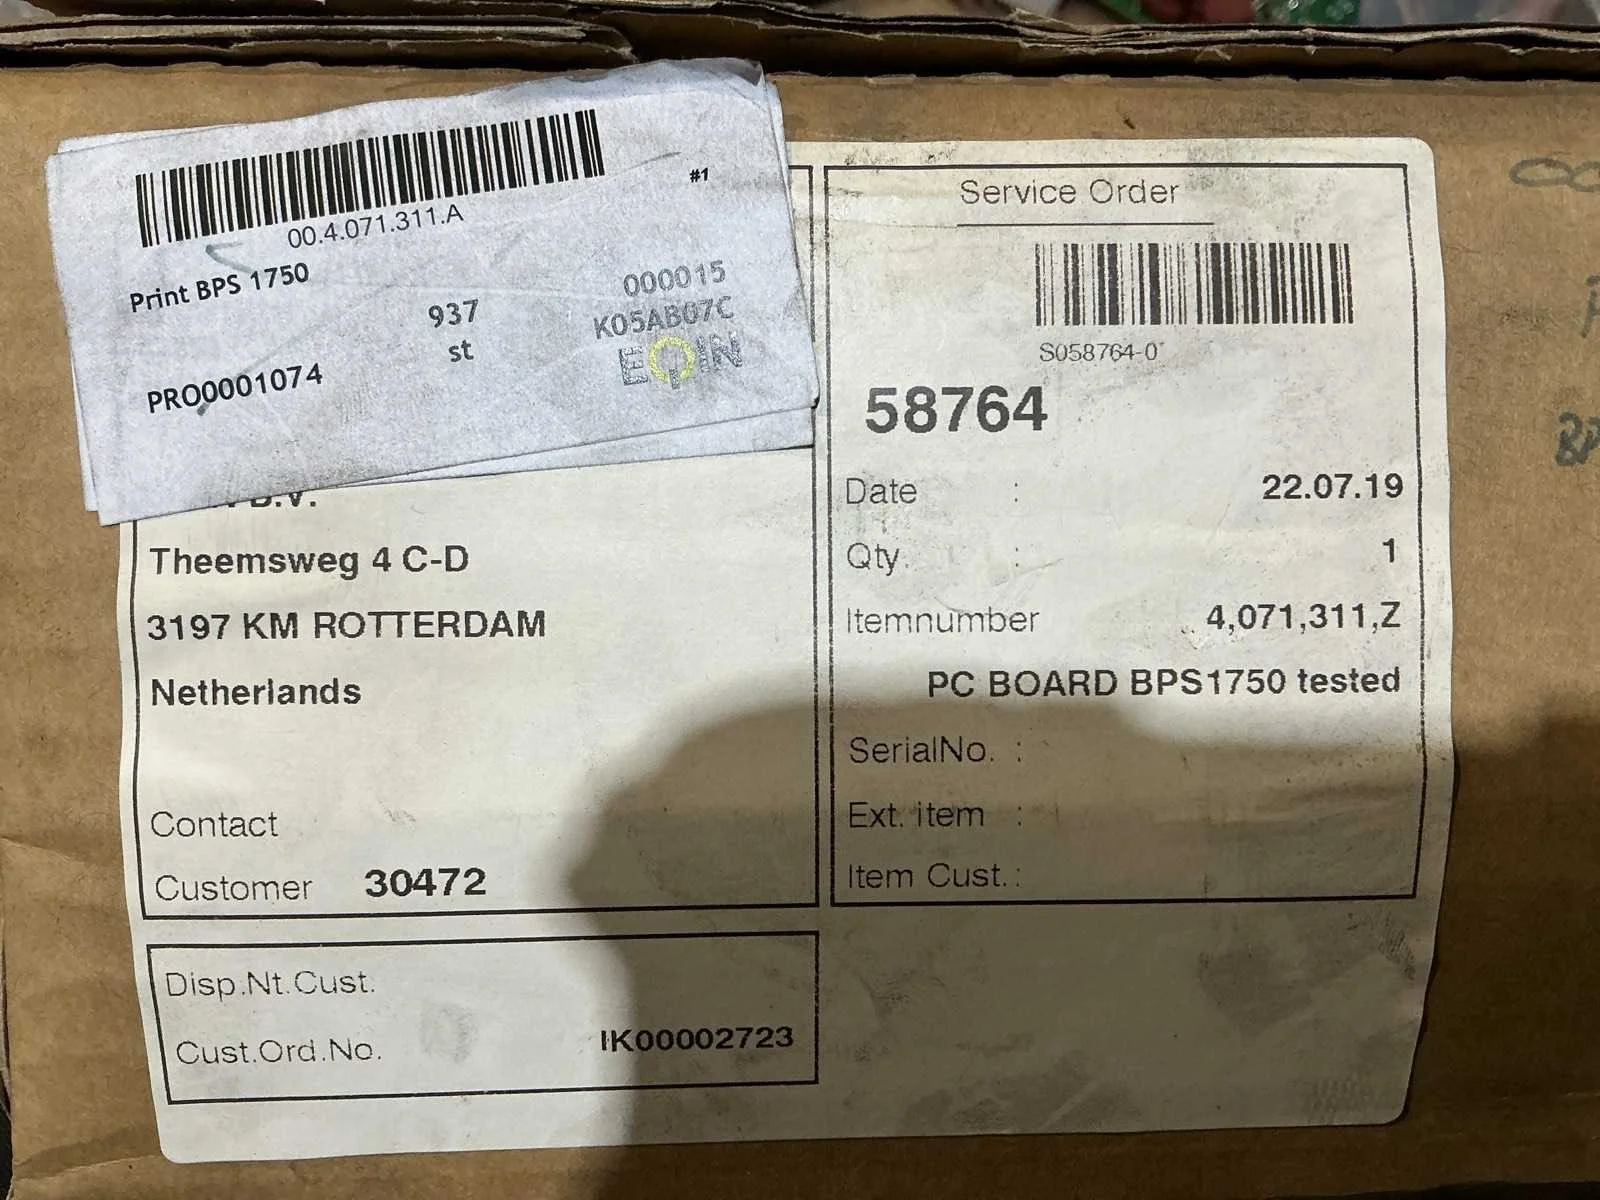 00.4.071.311.A
#1
Print BPS 1750
937
st
000015
K05AB07C
EQIN
PRO0001074
B.V.
Theemsweg 4 C-D
3197 KM ROTTERDAM
Netherlands
Contact
Customer 30472
Disp.Nt.Cust.
Cust.Ord.No. IK00002723
Service Order
S058764-0
58764
Date : 22.07.19
Qty. : 1
Itemnumber 4,071,311,Z
PC BOARD BPS1750 tested
SerialNo. :
Ext. item :
Item Cust. :